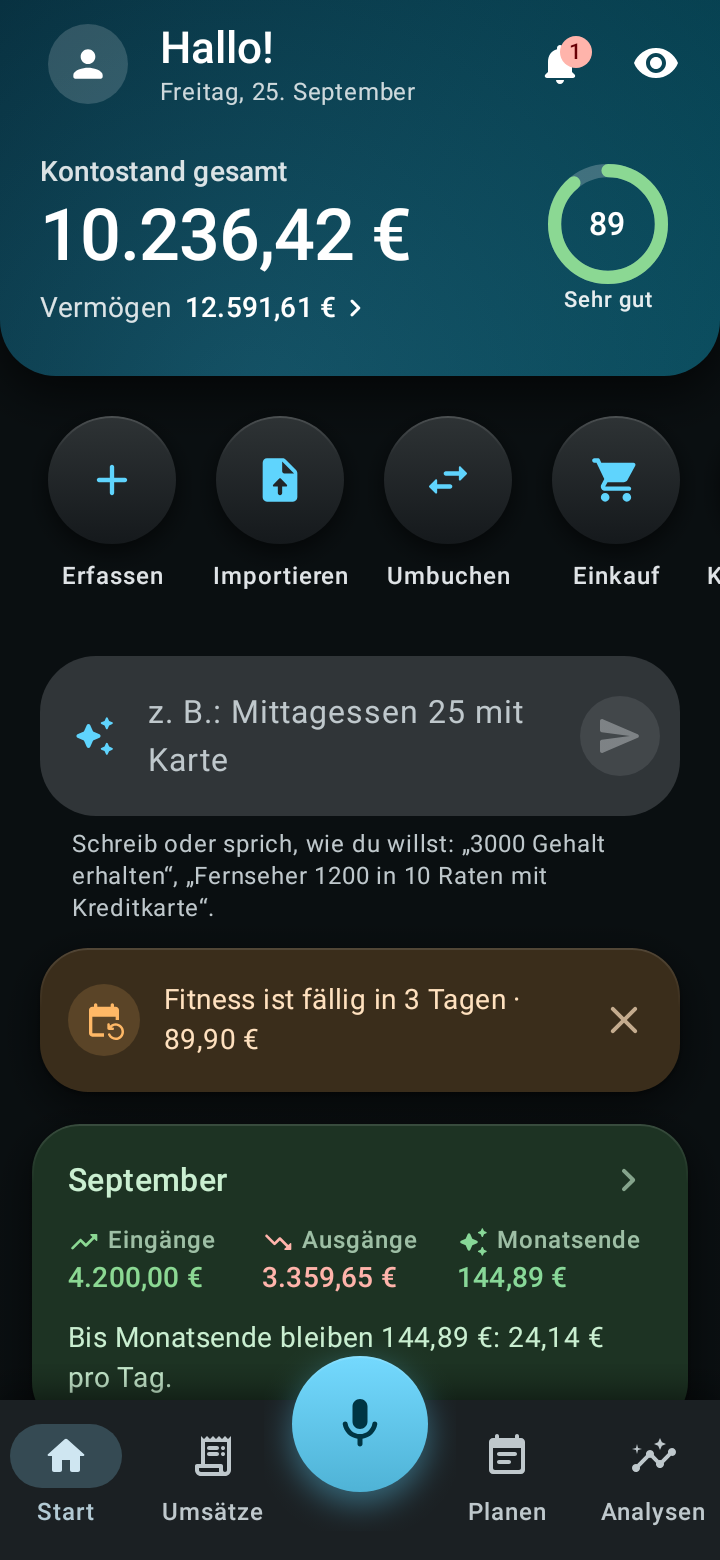 Hallo!
Freitag, 25. September
1
Kontostand gesamt
10.236,42 €
Vermögen 12.591,61 €
89
Sehr gut
Erfassen
Importieren
Umbuchen
Einkauf
K
z. B.: Mittagessen 25 mit
Karte
Schreib oder sprich, wie du willst: „3000 Gehalt
erhalten“, „Fernseher 1200 in 10 Raten mit
Kreditkarte“.
Fitness ist fällig in 3 Tagen ·
89,90 €
September
Eingänge
4.200,00 €
Ausgänge
3.359,65 €
Monatsende
144,89 €
Bis Monatsende bleiben 144,89 €: 24,14 €
pro Tag.
Start
Umsätze
Planen
Analysen